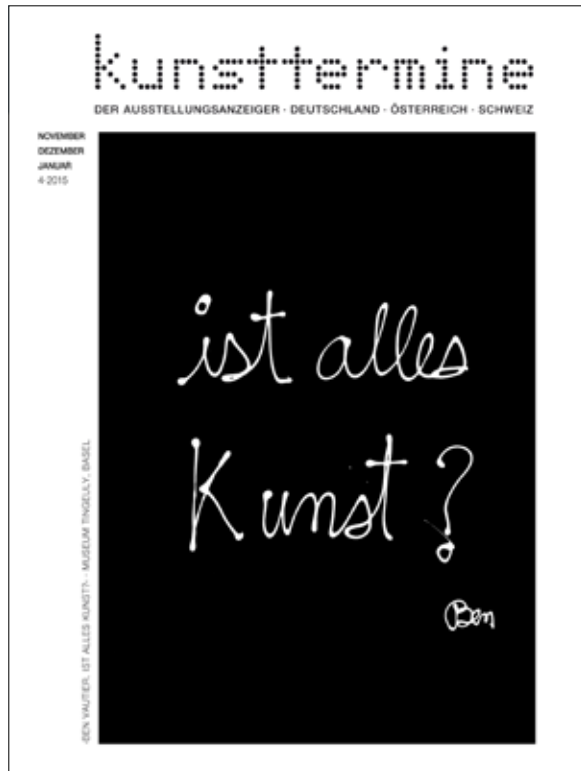 kunsttermine
DER AUSSTELLUNGSANZEIGER · DEUTSCHLAND · ÖSTERREICH · SCHWEIZ
NOVEMBER
DEZEMBER
JANUAR
4·2015
ist alles
Kunst?
Ben
‹BEN VAUTIER. IST ALLES KUNST?› – MUSEUM TINGUELY, BASEL